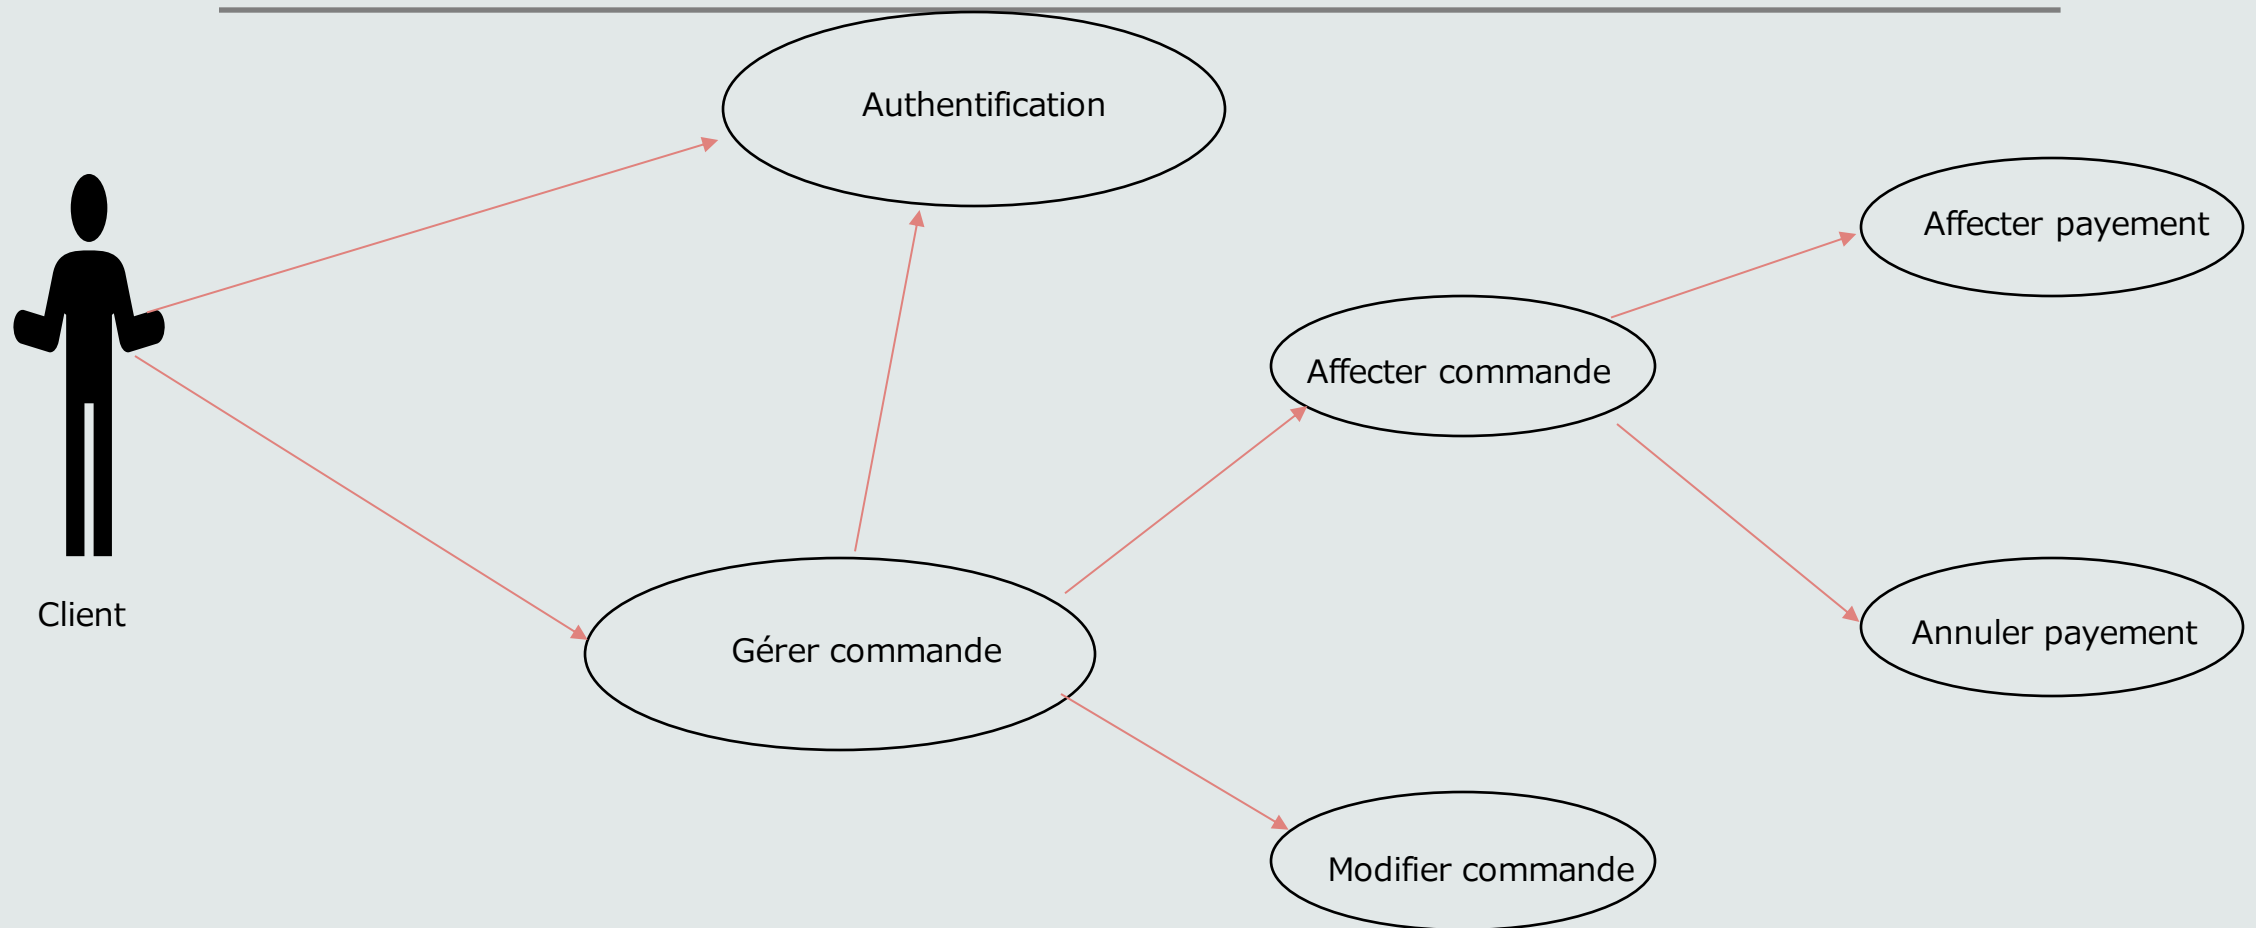 Authentification
Affecter payement
Affecter commande
Client
Gérer commande
Annuler payement
Modifier commande